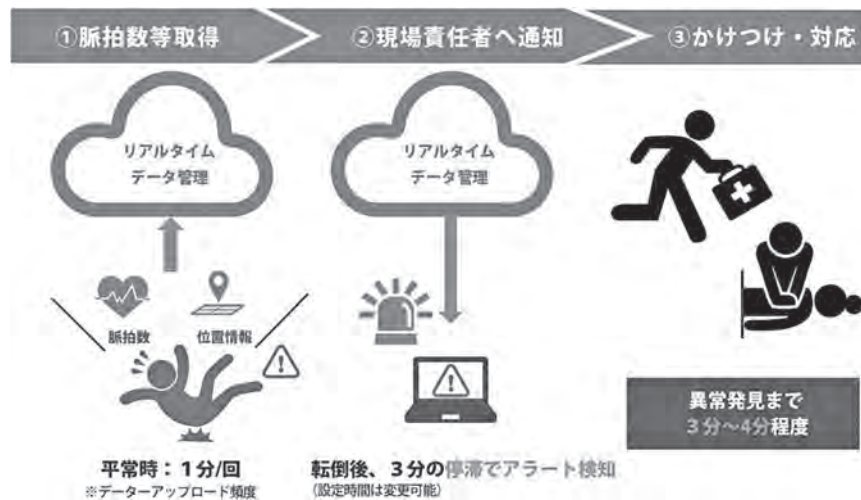 ①脈拍数等取得
②現場責任者へ通知
③かけつけ・対応
リアルタイム
データ管理
脈拍数
位置情報
平常時：1分/回
※データーアップロード頻度
リアルタイム
データ管理
転倒後、3分の停滞でアラート検知
(設定時間は変更可能)
異常発見まで
3分～4分程度